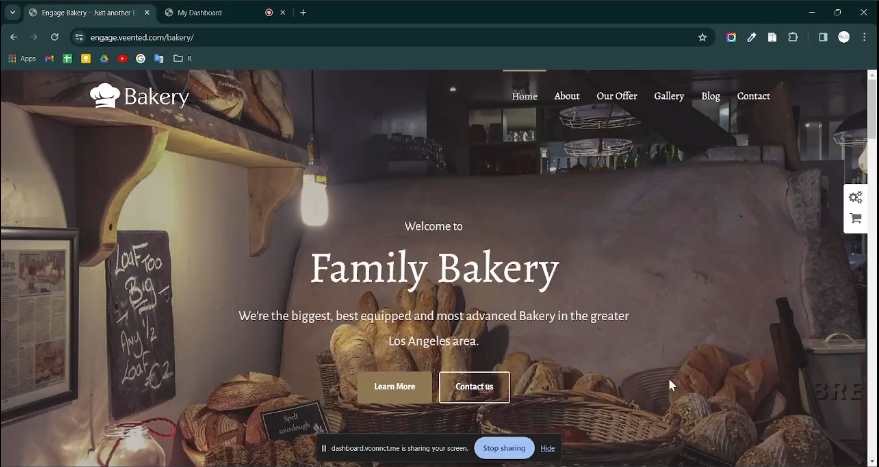 Engage Bakery – Just another E
My Dashboard
engage.veented.com/bakery/
Apps
R
Bakery
Home About Our Offer Gallery Blog Contact
Welcome to
Family Bakery
We're the biggest, best equipped and most advanced Bakery in the greater
Los Angeles area.
Learn More Contact us
LOAF TOO
BIG
ANY 1/2
LOAF €2
Spelt
sourdough
BRE
dashboard.vconnct.me is sharing your screen. Stop sharing Hide